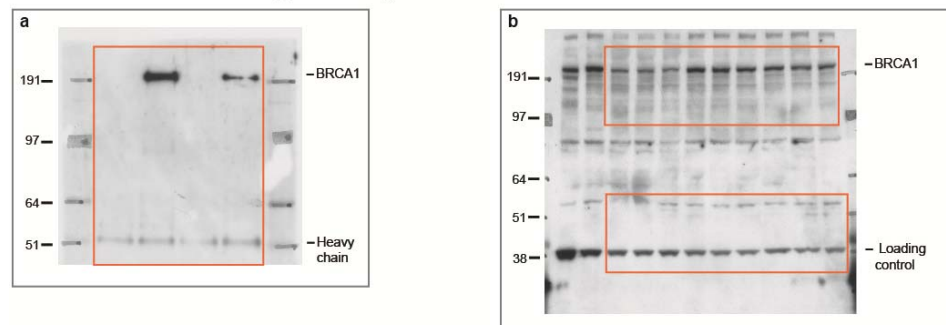 a
191
97
64
51
BRCA1
Heavy
chain
b
191
97
64
51
38
BRCA1
Loading
control